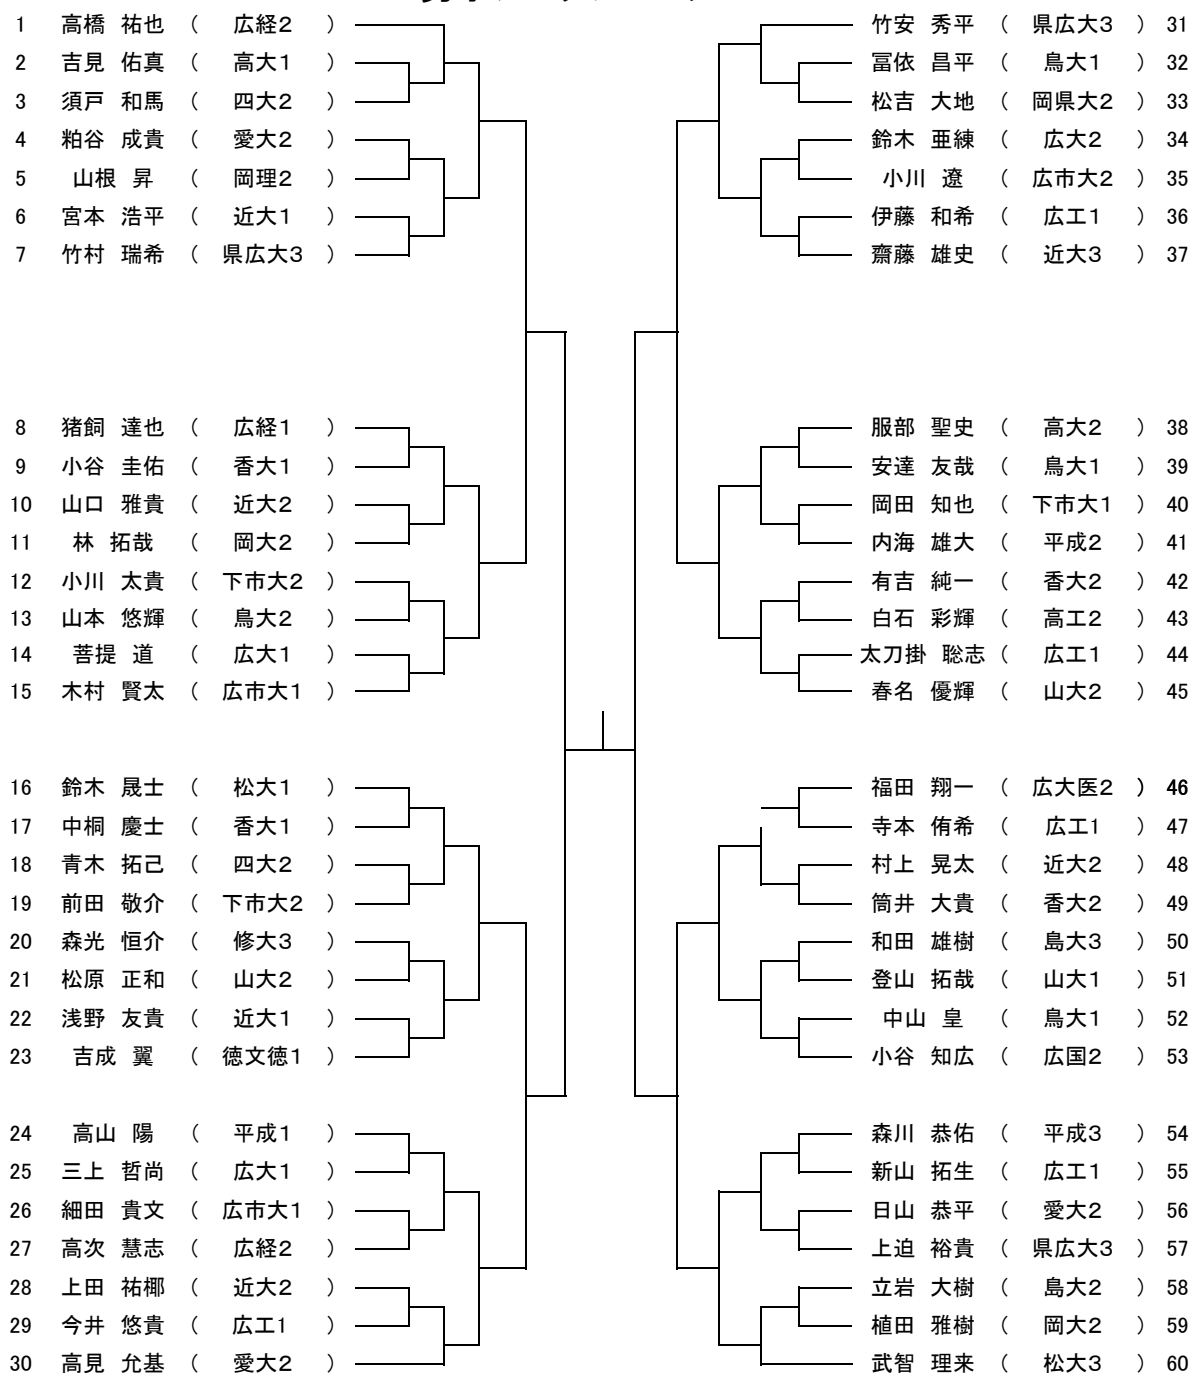 1 高橋 祐也 ( 広経2 )
2 吉見 佑真 ( 高大1 )
3 須戸 和馬 ( 四大2 )
4 粕谷 成貴 ( 愛大2 )
5 山根 昇 ( 岡理2 )
6 宮本 浩平 ( 近大1 )
7 竹村 瑞希 ( 県広大3 )
8 猪飼 達也 ( 広経1 )
9 小谷 圭佑 ( 香大1 )
10 山口 雅貴 ( 近大2 )
11 林 拓哉 ( 岡大2 )
12 小川 太貴 ( 下市大2 )
13 山本 悠輝 ( 鳥大2 )
14 菩提 道 ( 広大1 )
15 木村 賢太 ( 広市大1 )
16 鈴木 晟士 ( 松大1 )
17 中桐 慶士 ( 香大1 )
18 青木 拓己 ( 四大2 )
19 前田 敬介 ( 下市大2 )
20 森光 恒介 ( 修大3 )
21 松原 正和 ( 山大2 )
22 浅野 友貴 ( 近大1 )
23 吉成 翼 ( 徳文徳1 )
24 高山 陽 ( 平成1 )
25 三上 哲尚 ( 広大1 )
26 細田 貴文 ( 広市大1 )
27 高次 慧志 ( 広経2 )
28 上田 祐椰 ( 近大2 )
29 今井 悠貴 ( 広工1 )
30 高見 允基 ( 愛大2 )
竹安 秀平 ( 県広大3 ) 31
冨依 昌平 ( 鳥大1 ) 32
松吉 大地 ( 岡県大2 ) 33
鈴木 亜練 ( 広大2 ) 34
小川 遼 ( 広市大2 ) 35
伊藤 和希 ( 広工1 ) 36
齋藤 雄史 ( 近大3 ) 37
服部 聖史 ( 高大2 ) 38
安達 友哉 ( 鳥大1 ) 39
岡田 知也 ( 下市大1 ) 40
内海 雄大 ( 平成2 ) 41
有吉 純一 ( 香大2 ) 42
白石 彩輝 ( 高工2 ) 43
太刀掛 聡志 ( 広工1 ) 44
春名 優輝 ( 山大2 ) 45
福田 翔一 ( 広大医2 ) 46
寺本 侑希 ( 広工1 ) 47
村上 晃太 ( 近大2 ) 48
筒井 大貴 ( 香大2 ) 49
和田 雄樹 ( 島大3 ) 50
登山 拓哉 ( 山大1 ) 51
中山 皇 ( 鳥大1 ) 52
小谷 知広 ( 広国2 ) 53
森川 恭佑 ( 平成3 ) 54
新山 拓生 ( 広工1 ) 55
日山 恭平 ( 愛大2 ) 56
上迫 裕貴 ( 県広大3 ) 57
立岩 大樹 ( 島大2 ) 58
植田 雅樹 ( 岡大2 ) 59
武智 理来 ( 松大3 ) 60